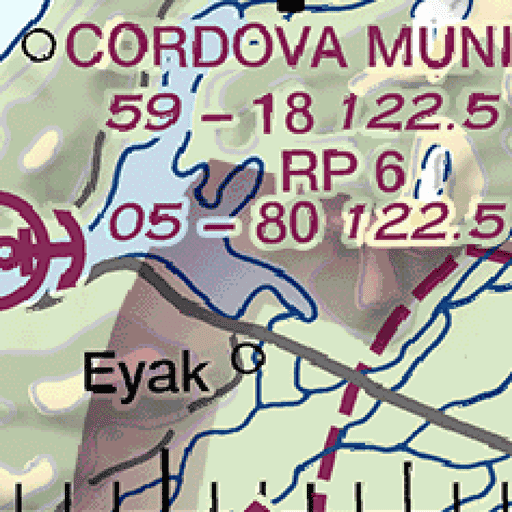 CORDOVA MUNI
59 – 18 122.5
RP 6
05 – 80 122.5
Eyak